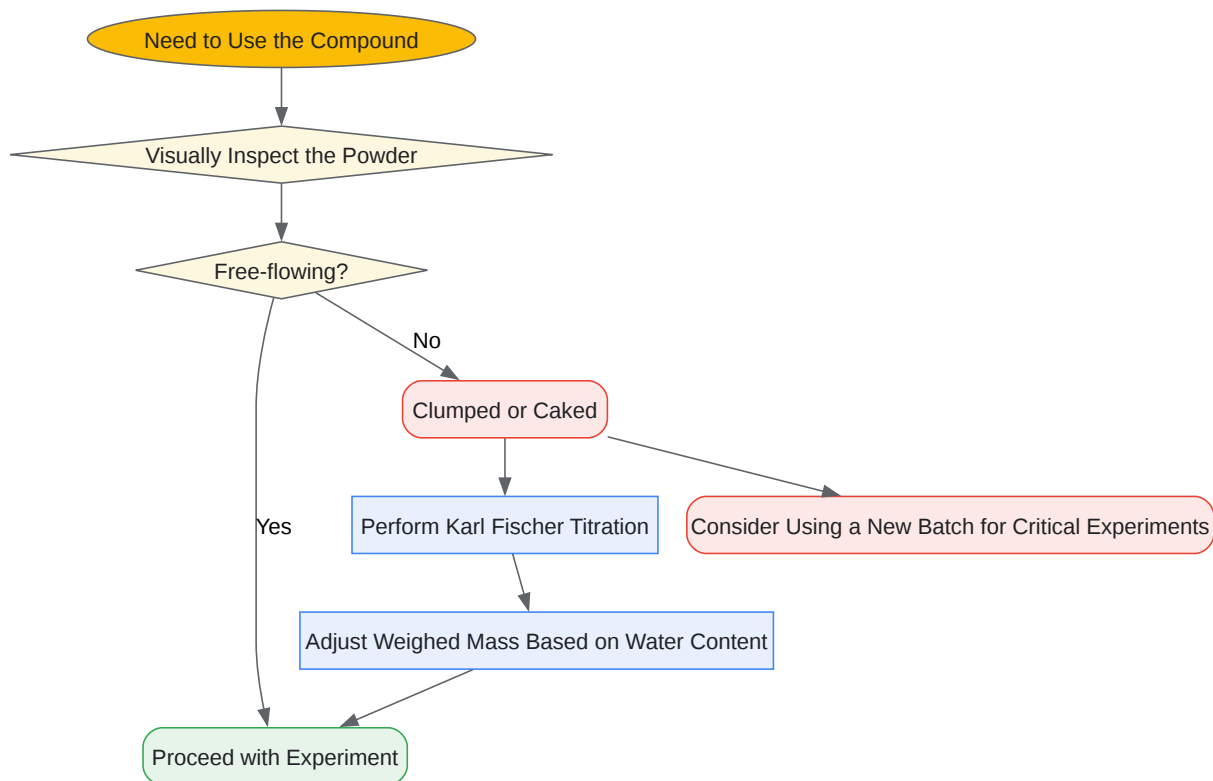 Need to Use the Compound
Visually Inspect the Powder
Free-flowing?
No
Clumped or Caked
Yes
Perform Karl Fischer Titration
Consider Using a New Batch for Critical Experiments
Adjust Weighed Mass Based on Water Content
Proceed with Experiment